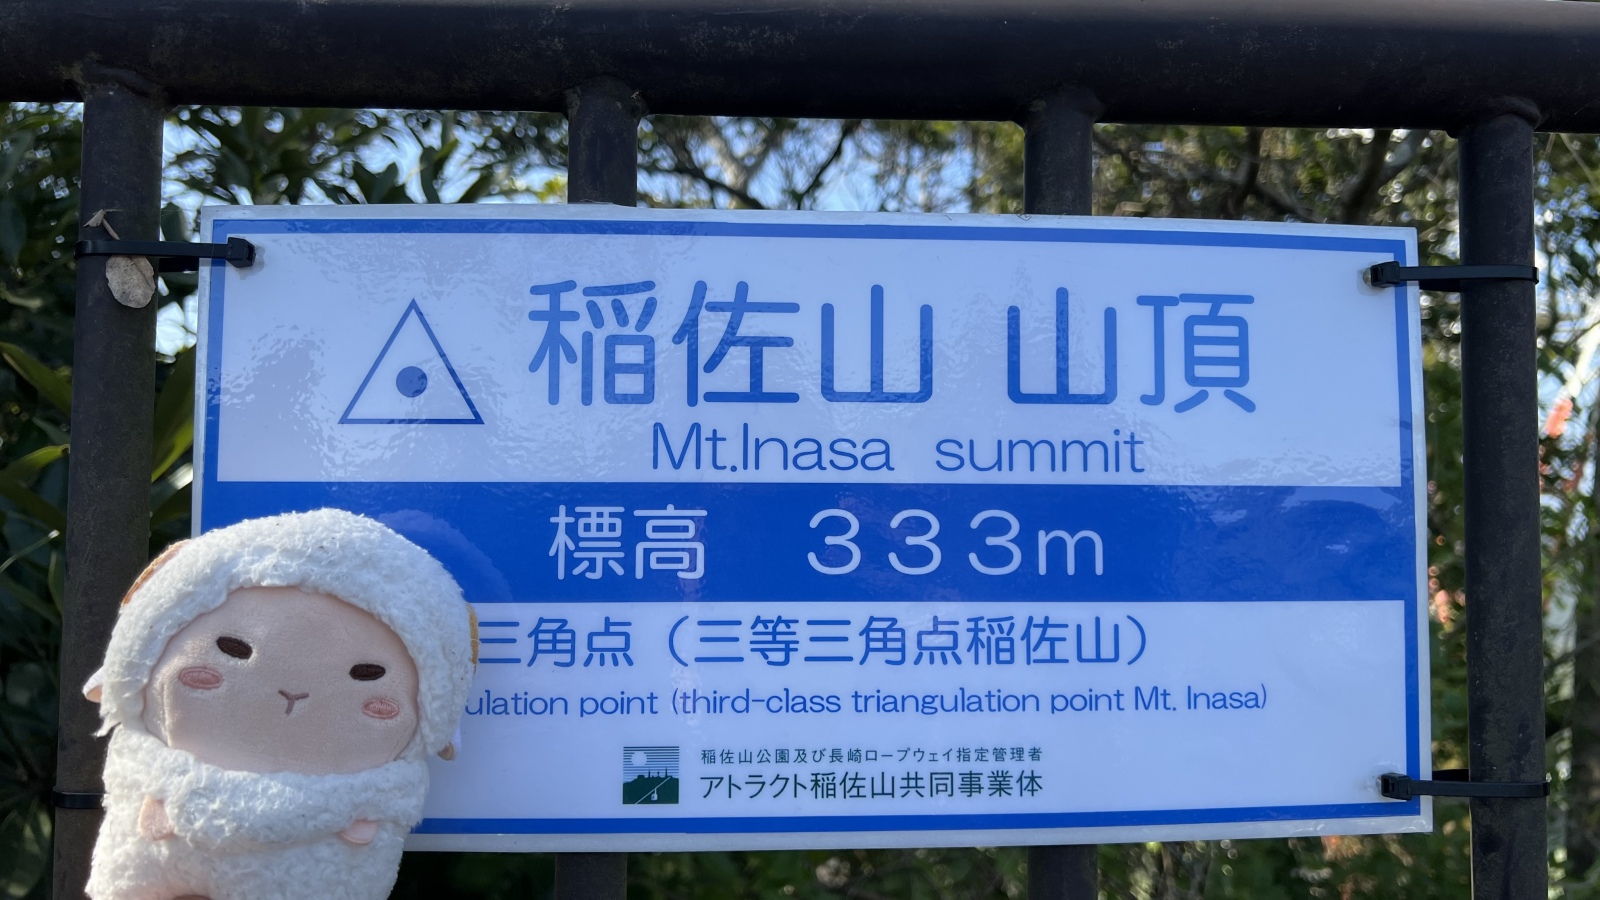 稲佐山 山頂
Mt.Inasa summit
標高 333m
三角点（三等三角点稲佐山）
point (third-class triangulation point Mt. Inasa)
稲佐山公園及び長崎ロープウェイ指定管理者
アトラクト稲佐山共同事業体